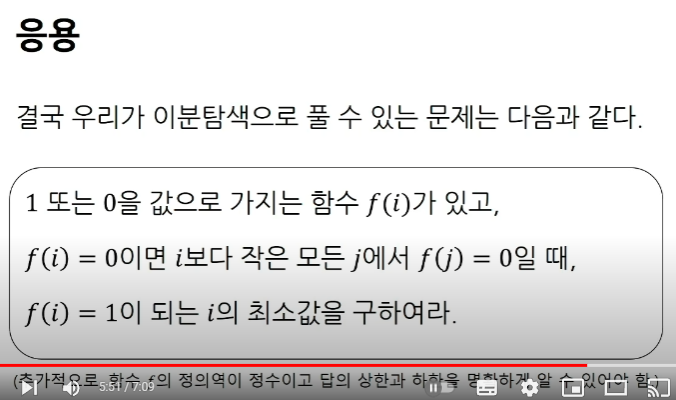 응용
결국 우리가 이분탐색으로 풀 수 있는 문제는 다음과 같다.
1 또는 0을 값으로 가지는 함수 f(i)가 있고,
f(i) = 0이면 i보다 작은 모든 j에서 f(j) = 0일 때,
f(i) = 1이 되는 i의 최소값을 구하여라.
(추가적으로 함수 f의 정의역이 정수이고 답의 상한과 하한을 명확하게 알 수 있어야 함.)
5:51 / 7:09